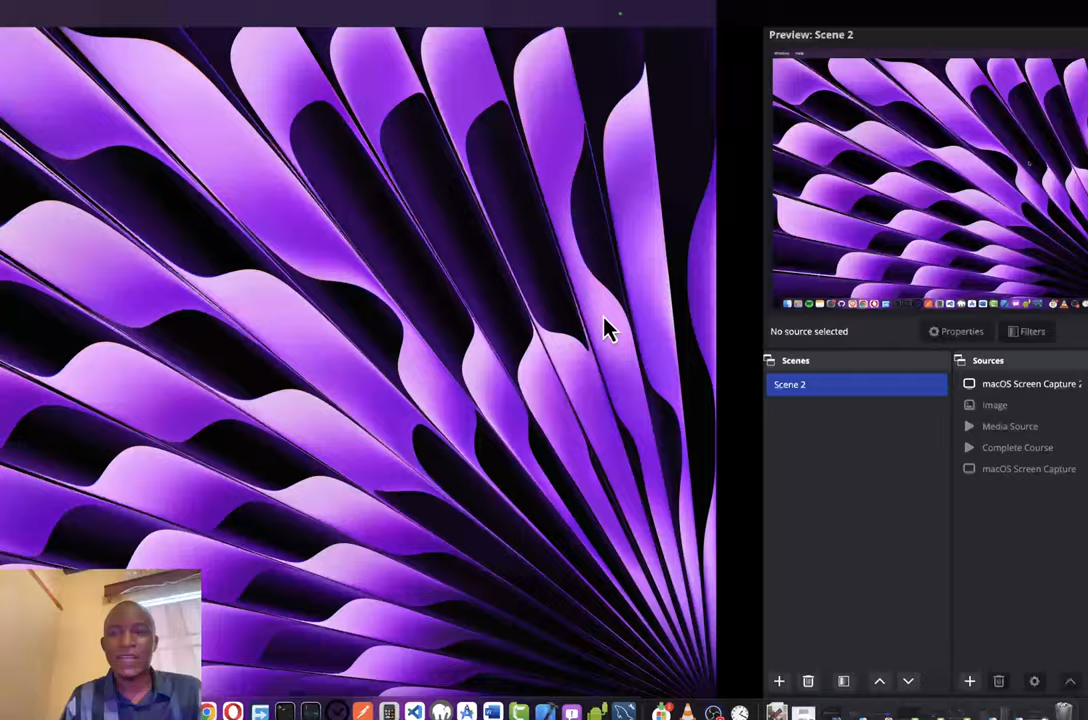 Preview: Scene 2
No source selected
Properties
Filters
Scenes
Sources
Scene 2
macOS Screen Capture 2
Image
Media Source
Complete Course
macOS Screen Capture